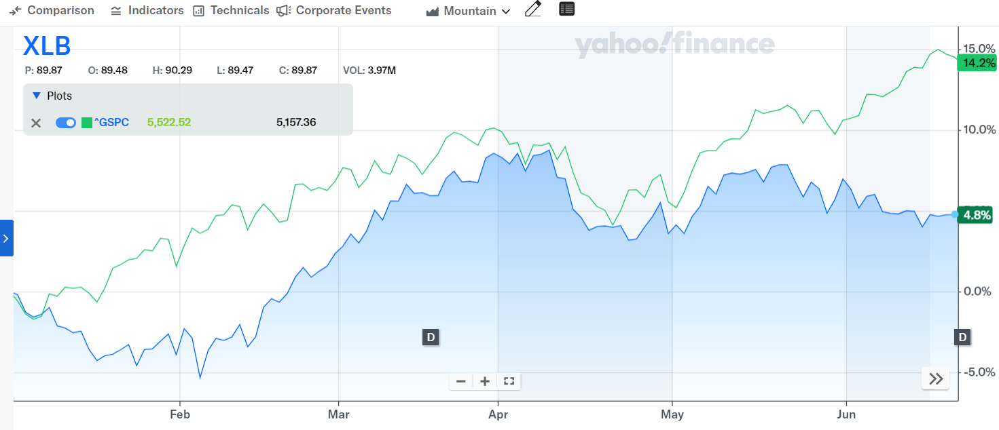 Comparison Indicators Technicals Corporate Events Mountain
XLB
yahoo!finance
P: 89.87 O: 89.48 H: 90.29 L: 89.47 C: 89.87 VOL: 3.97M
Plots
^GSPC 5,522.52 5,157.36
15.0%
14.2%
10.0%
4.8%
0.0%
-5.0%
D
D
Feb Mar Apr May Jun